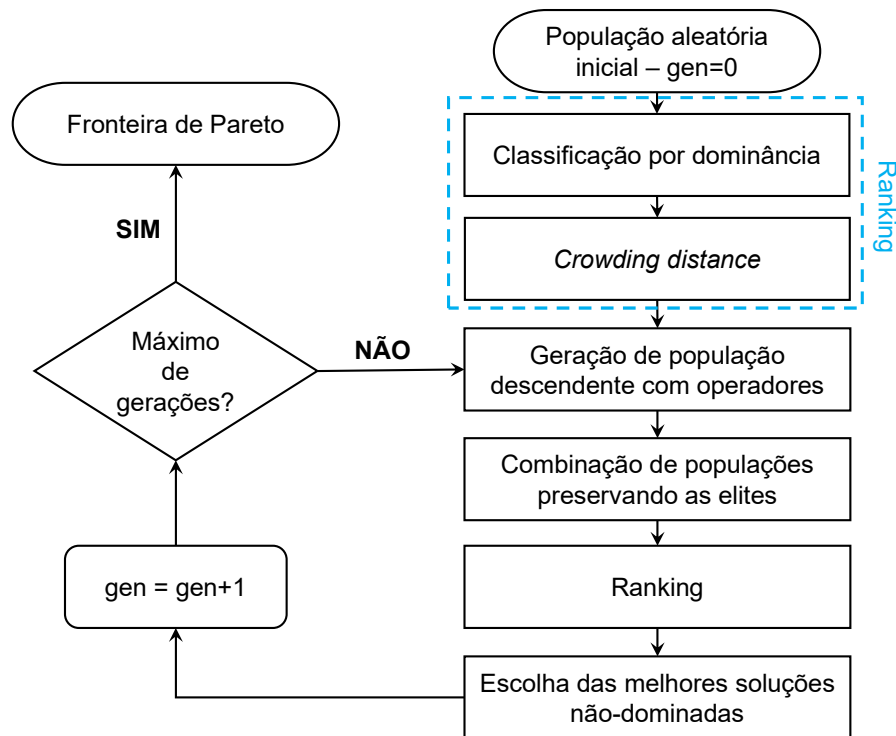 População aleatória
inicial – gen=0
Classificação por dominância
Crowding distance
Ranking
Geração de população
descendente com operadores
Combinação de populações
preservando as elites
Ranking
Escolha das melhores soluções
não-dominadas
gen = gen+1
Máximo
de
gerações?
NÃO
SIM
Fronteira de Pareto